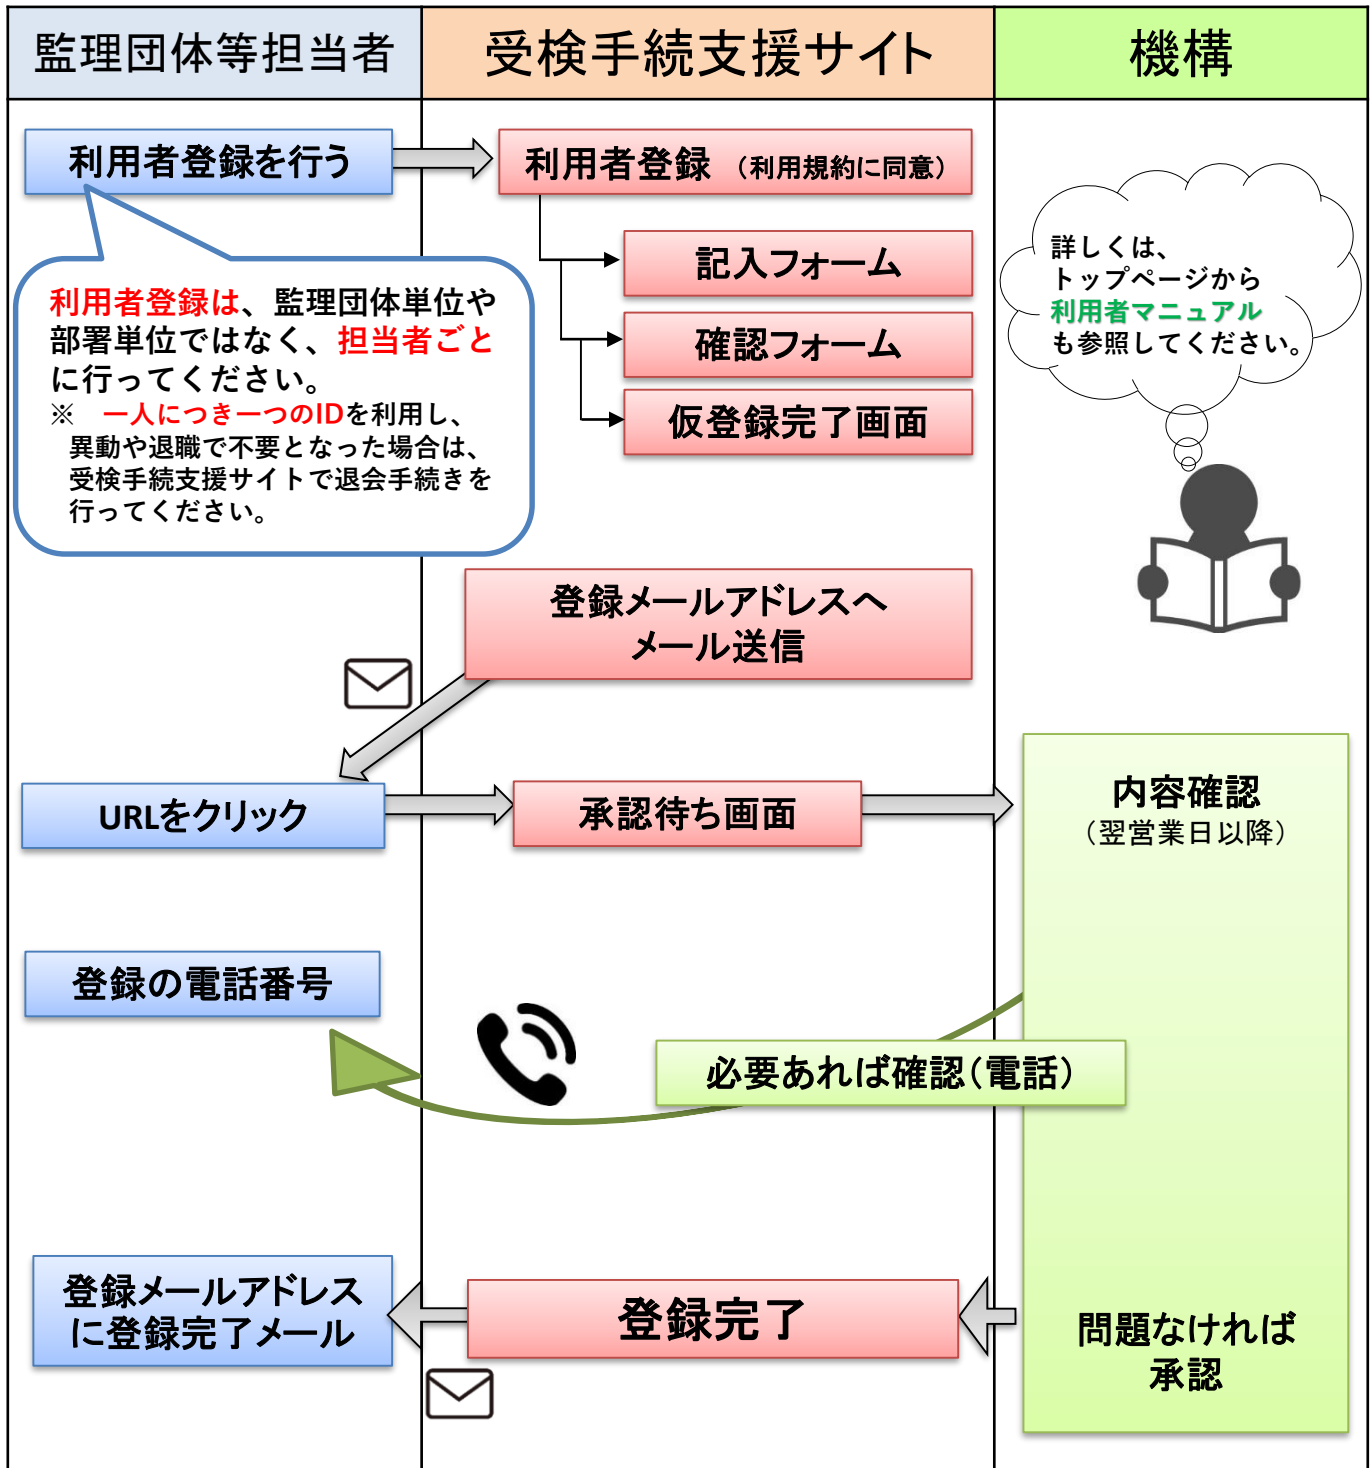 監理団体等担当者
受検手続支援サイト
機構
利用者登録を行う
利用者登録 （利用規約に同意）
記入フォーム
確認フォーム
仮登録完了画面
利用者登録は、監理団体単位や
部署単位ではなく、担当者ごと
に行ってください。
※ 一人につき一つのIDを利用し、
異動や退職で不要となった場合は、
受検手続支援サイトで退会手続きを
行ってください。
詳しくは、
トップページから
利用者マニュアル
も参照してください。
登録メールアドレスへ
メール送信
URLをクリック
承認待ち画面
内容確認
（翌営業日以降）
登録の電話番号
必要あれば確認（電話）
登録メールアドレス
に登録完了メール
登録完了
問題なければ
承認